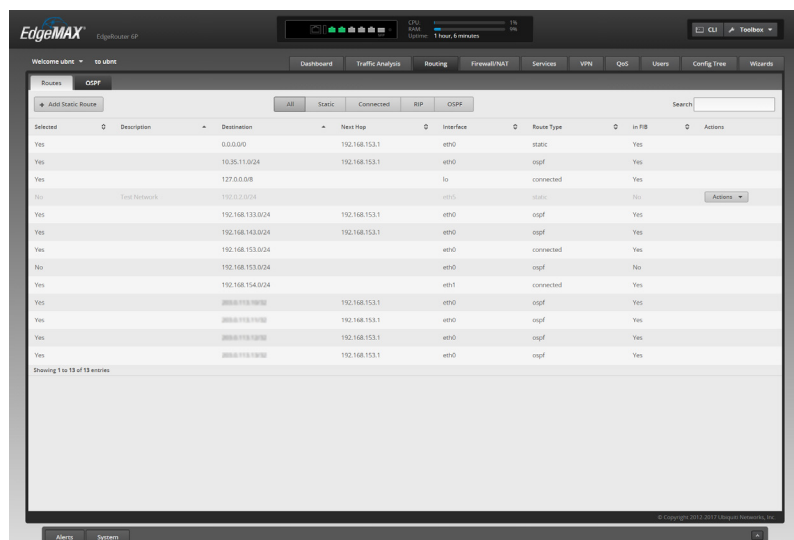 EdgeMAX EdgeRouter 6P CPU: 1% CLI Toolbox
RAM: 9%
Uptime: 1 hour, 6 minutes
Welcome ubnt to ubnt Dashboard Traffic Analysis Routing Firewall/NAT Services VPN QoS Users Config Tree Wizards
Routes OSPF
+ Add Static Route All Static Connected RIP OSPF Search
Selected Description Destination Next Hop Interface Route Type In FIB Actions
Yes 0.0.0.0/0 192.168.153.1 eth0 static Yes
Yes 10.35.11.0/24 192.168.153.1 eth0 ospf Yes
Yes 127.0.0.0/8 lo connected Yes
No Test Network 192.0.2.0/24 eth5 static No Actions
Yes 192.168.133.0/24 192.168.153.1 eth0 ospf Yes
Yes 192.168.143.0/24 192.168.153.1 eth0 ospf Yes
Yes 192.168.153.0/24 eth0 connected Yes
No 192.168.153.0/24 eth0 ospf No
Yes 192.168.154.0/24 eth1 connected Yes
Yes 192.168.153.1 eth0 ospf Yes
Yes 192.168.153.1 eth0 ospf Yes
Yes 192.168.153.1 eth0 ospf Yes
Yes 192.168.153.1 eth0 ospf Yes
Showing 1 to 13 of 13 entries
© Copyright 2012-2017 Ubiquiti Networks, Inc.
Alerts System